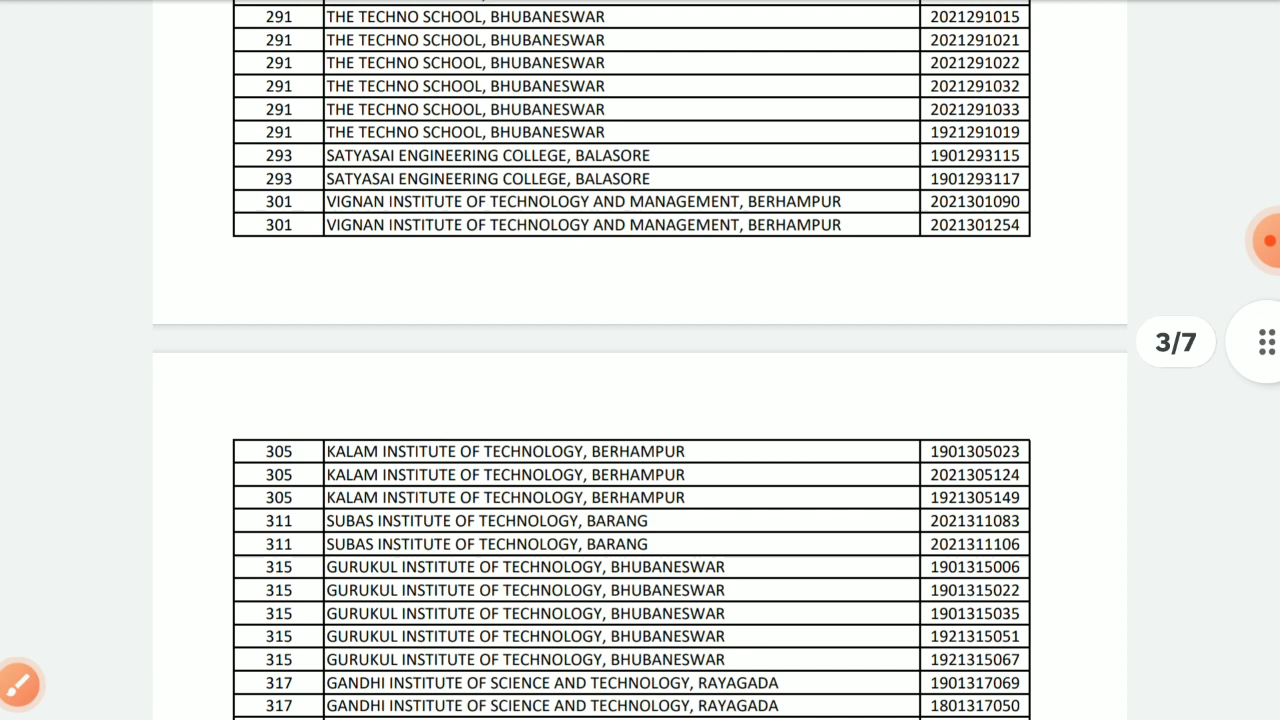 291 THE TECHNO SCHOOL, BHUBANESWAR 2021291015
291 THE TECHNO SCHOOL, BHUBANESWAR 2021291021
291 THE TECHNO SCHOOL, BHUBANESWAR 2021291022
291 THE TECHNO SCHOOL, BHUBANESWAR 2021291032
291 THE TECHNO SCHOOL, BHUBANESWAR 2021291033
291 THE TECHNO SCHOOL, BHUBANESWAR 1921291019
293 SATYASAI ENGINEERING COLLEGE, BALASORE 1901293115
293 SATYASAI ENGINEERING COLLEGE, BALASORE 1901293117
301 VIGNAN INSTITUTE OF TECHNOLOGY AND MANAGEMENT, BERHAMPUR 2021301090
301 VIGNAN INSTITUTE OF TECHNOLOGY AND MANAGEMENT, BERHAMPUR 2021301254
3/7
305 KALAM INSTITUTE OF TECHNOLOGY, BERHAMPUR 1901305023
305 KALAM INSTITUTE OF TECHNOLOGY, BERHAMPUR 2021305124
305 KALAM INSTITUTE OF TECHNOLOGY, BERHAMPUR 1921305149
311 SUBAS INSTITUTE OF TECHNOLOGY, BARANG 2021311083
311 SUBAS INSTITUTE OF TECHNOLOGY, BARANG 2021311106
315 GURUKUL INSTITUTE OF TECHNOLOGY, BHUBANESWAR 1901315006
315 GURUKUL INSTITUTE OF TECHNOLOGY, BHUBANESWAR 1901315022
315 GURUKUL INSTITUTE OF TECHNOLOGY, BHUBANESWAR 1901315035
315 GURUKUL INSTITUTE OF TECHNOLOGY, BHUBANESWAR 1921315051
315 GURUKUL INSTITUTE OF TECHNOLOGY, BHUBANESWAR 1921315067
317 GANDHI INSTITUTE OF SCIENCE AND TECHNOLOGY, RAYAGADA 1901317069
317 GANDHI INSTITUTE OF SCIENCE AND TECHNOLOGY, RAYAGADA 1801317050